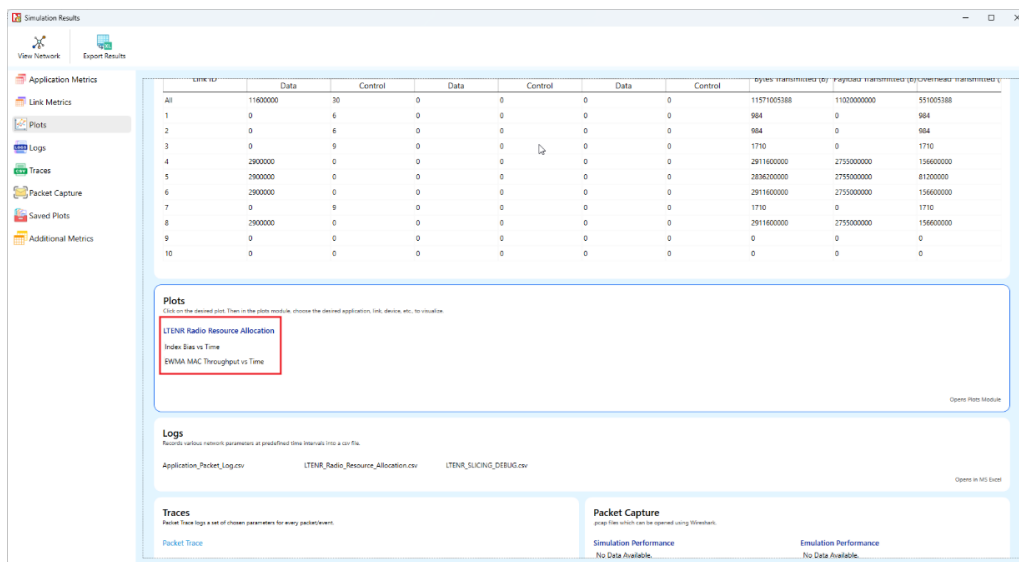 Simulation Results
View Network
Export Results
Application Metrics
Link Metrics
Plots
Logs
Traces
Packet Capture
Saved Plots
Additional Metrics
Link ID Data Control Data Control Data Control Bytes Transmitted (B) Payload Transmitted (B) Overhead Transmitted (
All 11600000 30 0 0 0 0 11571005388 11020000000 551005388
1 0 6 0 0 0 0 984 0 984
2 0 6 0 0 0 0 984 0 984
3 0 9 0 0 0 0 1710 0 1710
4 2900000 0 0 0 0 0 2911600000 2755000000 156600000
5 2900000 0 0 0 0 0 2836200000 2755000000 81200000
6 2900000 0 0 0 0 0 2911600000 2755000000 156600000
7 0 9 0 0 0 0 1710 0 1710
8 2900000 0 0 0 0 0 2911600000 2755000000 156600000
9 0 0 0 0 0 0 0 0 0
10 0 0 0 0 0 0 0 0 0
Plots
Click on the desired plot. Then in the plots module, choose the desired application, link, device, etc., to visualize.
LTENR Radio Resource Allocation
Index Bias vs Time
EWMA MAC Throughput vs Time
Opens Plots Module
Logs
Records various network parameters at predefined time intervals into a csv file.
Application_Packet_Log.csv LTENR_Radio_Resource_Allocation.csv LTENR_SLICING_DEBUG.csv
Opens in MS Excel
Traces
Packet Trace logs a set of chosen parameters for every packet/event.
Packet Trace
Packet Capture
pcap files which can be opened using Wireshark.
Simulation Performance
No Data Available.
Emulation Performance
No Data Available.